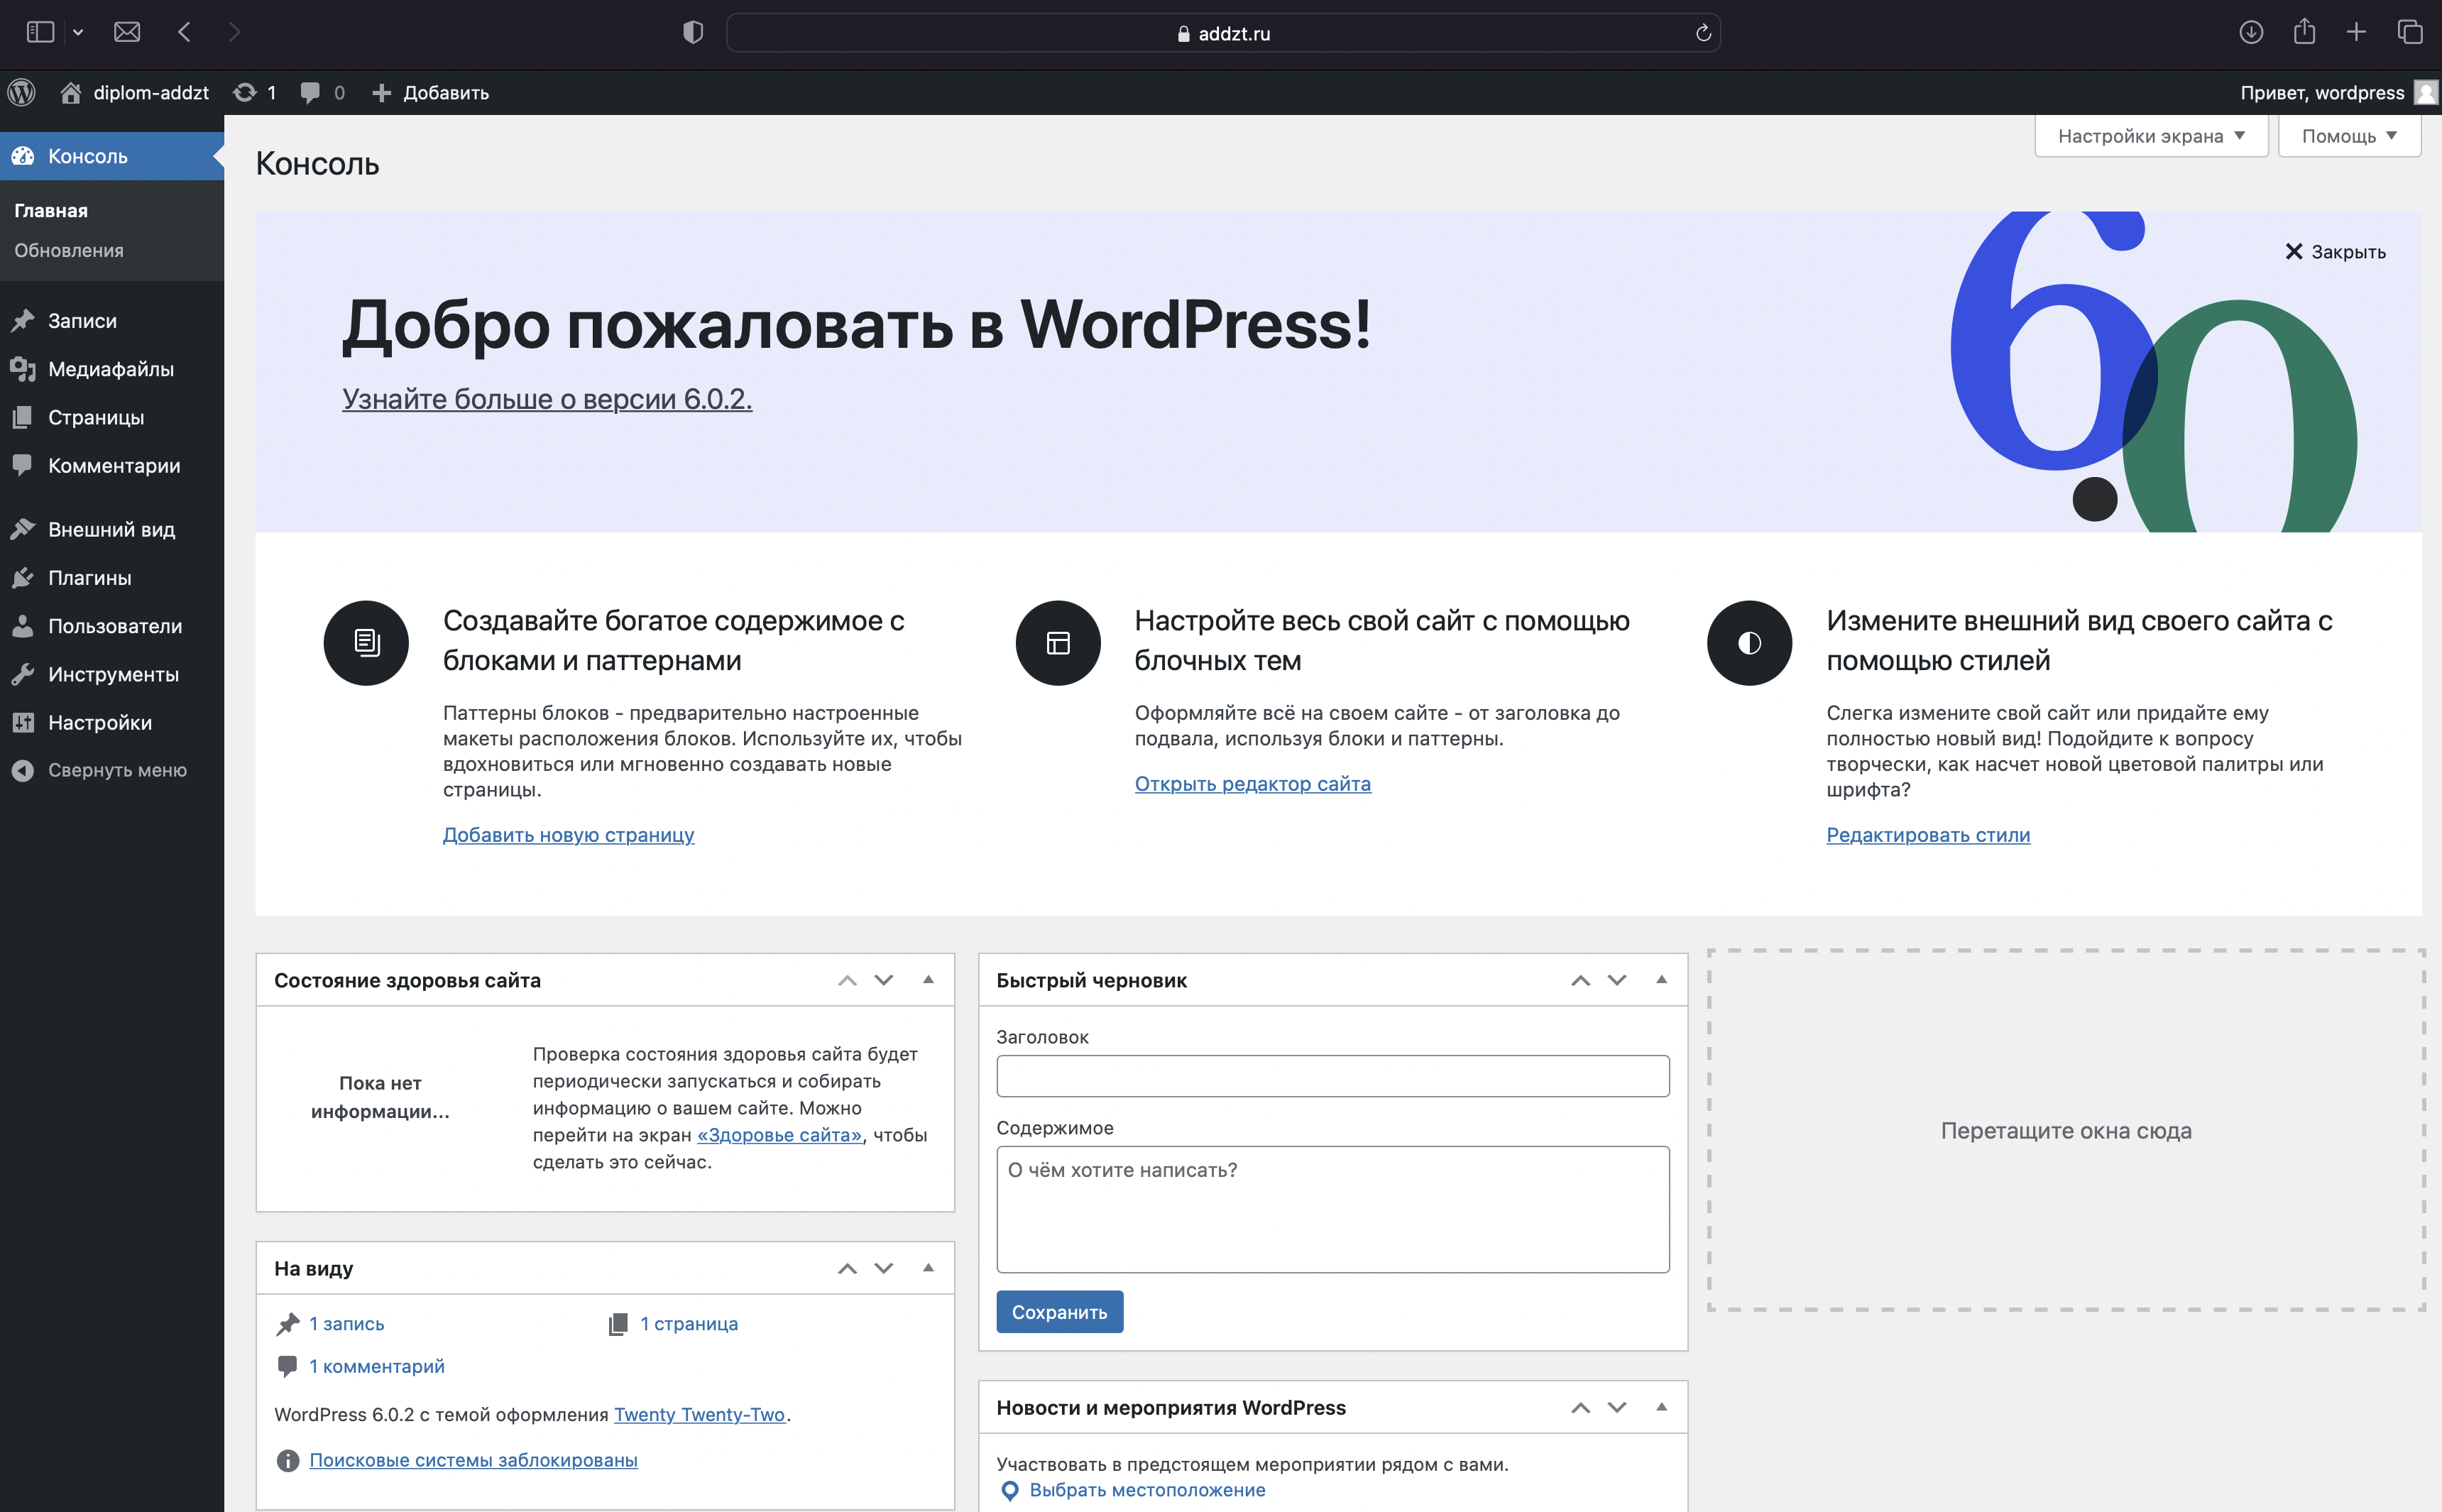 addzt.ru
diplom-addzt 1 0 Добавить
Привет, wordpress
Консоль
Главная
Обновления
Записи
Медиафайлы
Страницы
Комментарии
Внешний вид
Плагины
Пользователи
Инструменты
Настройки
Свернуть меню
Консоль
Настройки экрана
Помощь
Закрыть
Добро пожаловать в WordPress!
Узнайте больше о версии 6.0.2.
6.0
Создавайте богатое содержимое с
блоками и паттернами
Паттерны блоков - предварительно настроенные
макеты расположения блоков. Используйте их, чтобы
вдохновиться или мгновенно создавать новые
страницы.
Добавить новую страницу
Настройте весь свой сайт с помощью
блочных тем
Оформляйте всё на своем сайте - от заголовка до
подвала, используя блоки и паттерны.
Открыть редактор сайта
Измените внешний вид своего сайта с
помощью стилей
Слегка измените свой сайт или придайте ему
полностью новый вид! Подойдите к вопросу
творчески, как насчет новой цветовой палитры или
шрифта?
Редактировать стили
Состояние здоровья сайта
Пока нет
информации...
Проверка состояния здоровья сайта будет
периодически запускаться и собирать
информацию о вашем сайте. Можно
перейти на экран «Здоровье сайта», чтобы
сделать это сейчас.
На виду
1 запись
1 страница
1 комментарий
WordPress 6.0.2 с темой оформления Twenty Twenty-Two.
Поисковые системы заблокированы
Быстрый черновик
Заголовок
Содержимое
О чём хотите написать?
Сохранить
Новости и мероприятия WordPress
Участвовать в предстоящем мероприятии рядом с вами.
Выбрать местоположение
Перетащите окна сюда